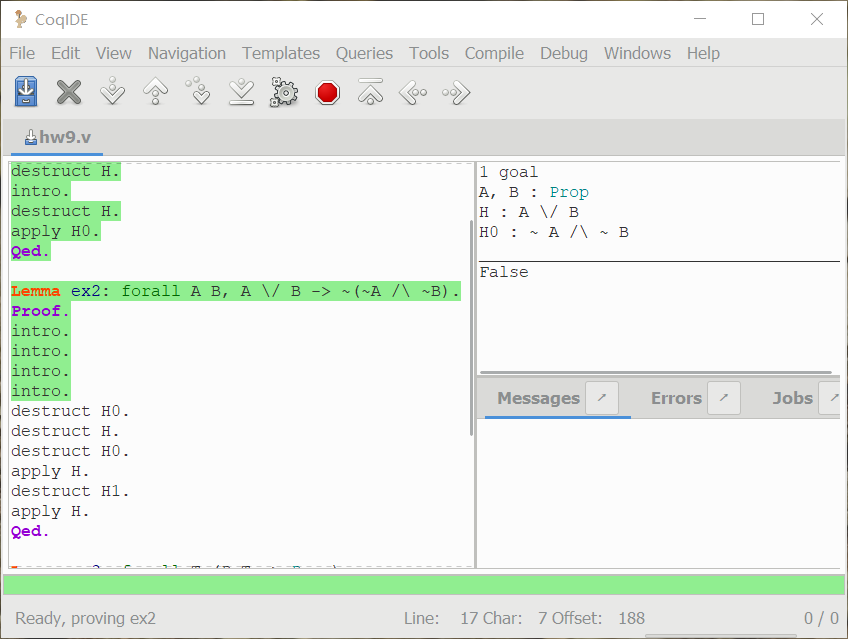 CoqIDE
File Edit View Navigation Templates Queries Tools Compile Debug Windows Help
hw9.v
destruct H.
intro.
destruct H.
apply H0.
Qed.
Lemma ex2: forall A B, A \/ B -> ~(~A /\ ~B).
Proof.
intro.
intro.
intro.
intro.
destruct H0.
destruct H.
destruct H0.
apply H.
destruct H1.
apply H.
Qed.
1 goal
A, B : Prop
H : A \/ B
H0 : ~ A /\ ~ B
False
Messages Errors Jobs
Ready, proving ex2 Line: 17 Char: 7 Offset: 188 0 / 0